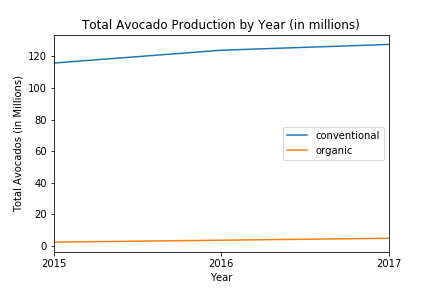 Total Avocado Production by Year (in millions)
Total Avocados (in Millions)
120
100
80
60
40
20
0
conventional
organic
2015
2016
2017
Year